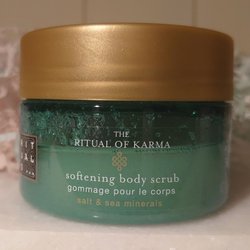 THE
RITUAL OF KARMA
softening body scrub
gommage pour le corps
salt & sea minerals